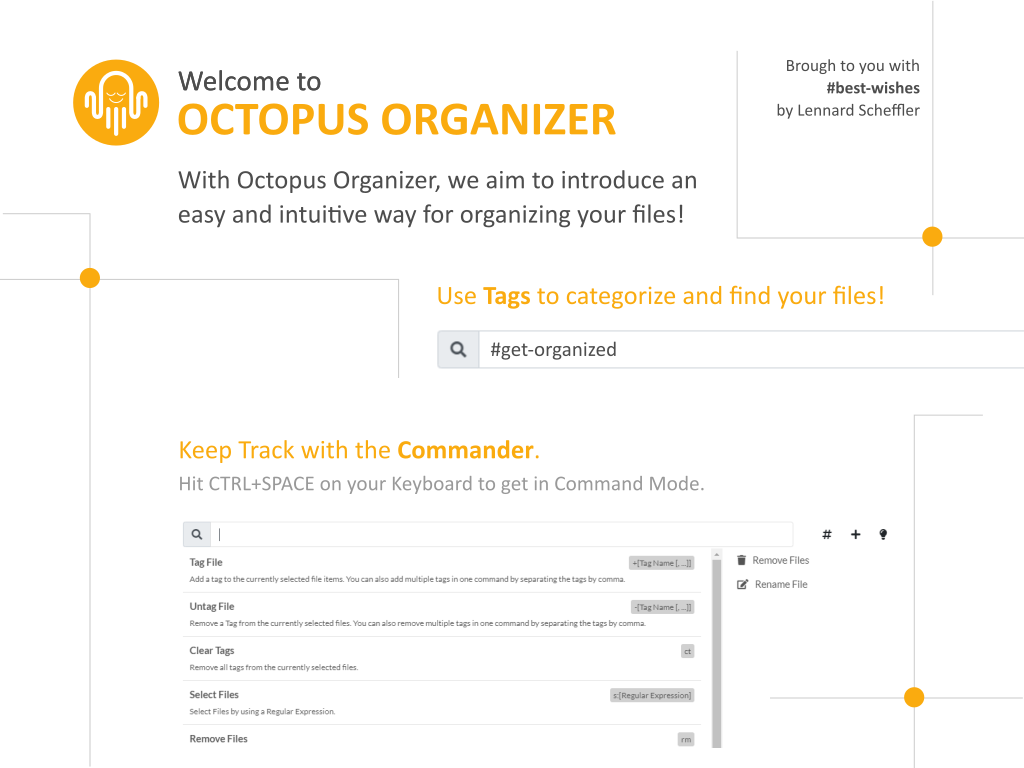 Welcome to
OCTOPUS ORGANIZER
Brough to you with
#best-wishes
by Lennard Scheffler
With Octopus Organizer, we aim to introduce an
easy and intuitive way for organizing your files!
Use Tags to categorize and find your files!
#get-organized
Keep Track with the Commander.
Hit CTRL+SPACE on your Keyboard to get in Command Mode.
#
Tag File
+[Tag Name [, ...]]
Add a tag to the currently selected file items. You can also add multiple tags in one command by separating the tags by comma.
Remove Files
Rename File
Untag File
-[Tag Name [, ...]]
Remove a Tag from the currently selected files. You can also remove multiple tags in one command by separating the tags by comma.
Clear Tags
ct
Remove all tags from the currently selected files.
Select Files
s:[Regular Expression]
Select Files by using a Regular Expression.
Remove Files
rm